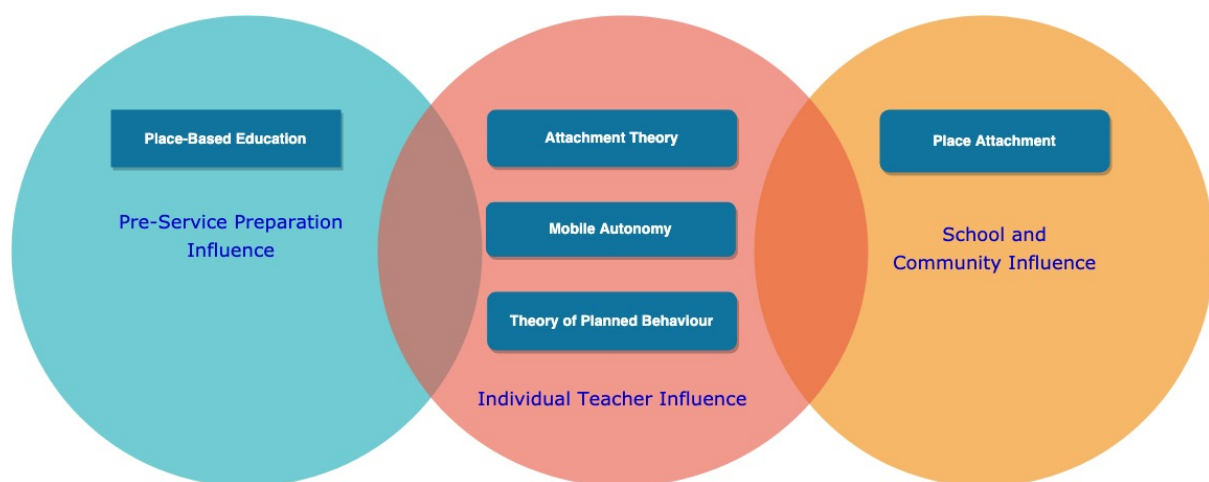 Place-Based Education
Pre-Service Preparation
Influence
Attachment Theory
Mobile Autonomy
Theory of Planned Behaviour
Individual Teacher Influence
Place Attachment
School and
Community Influence